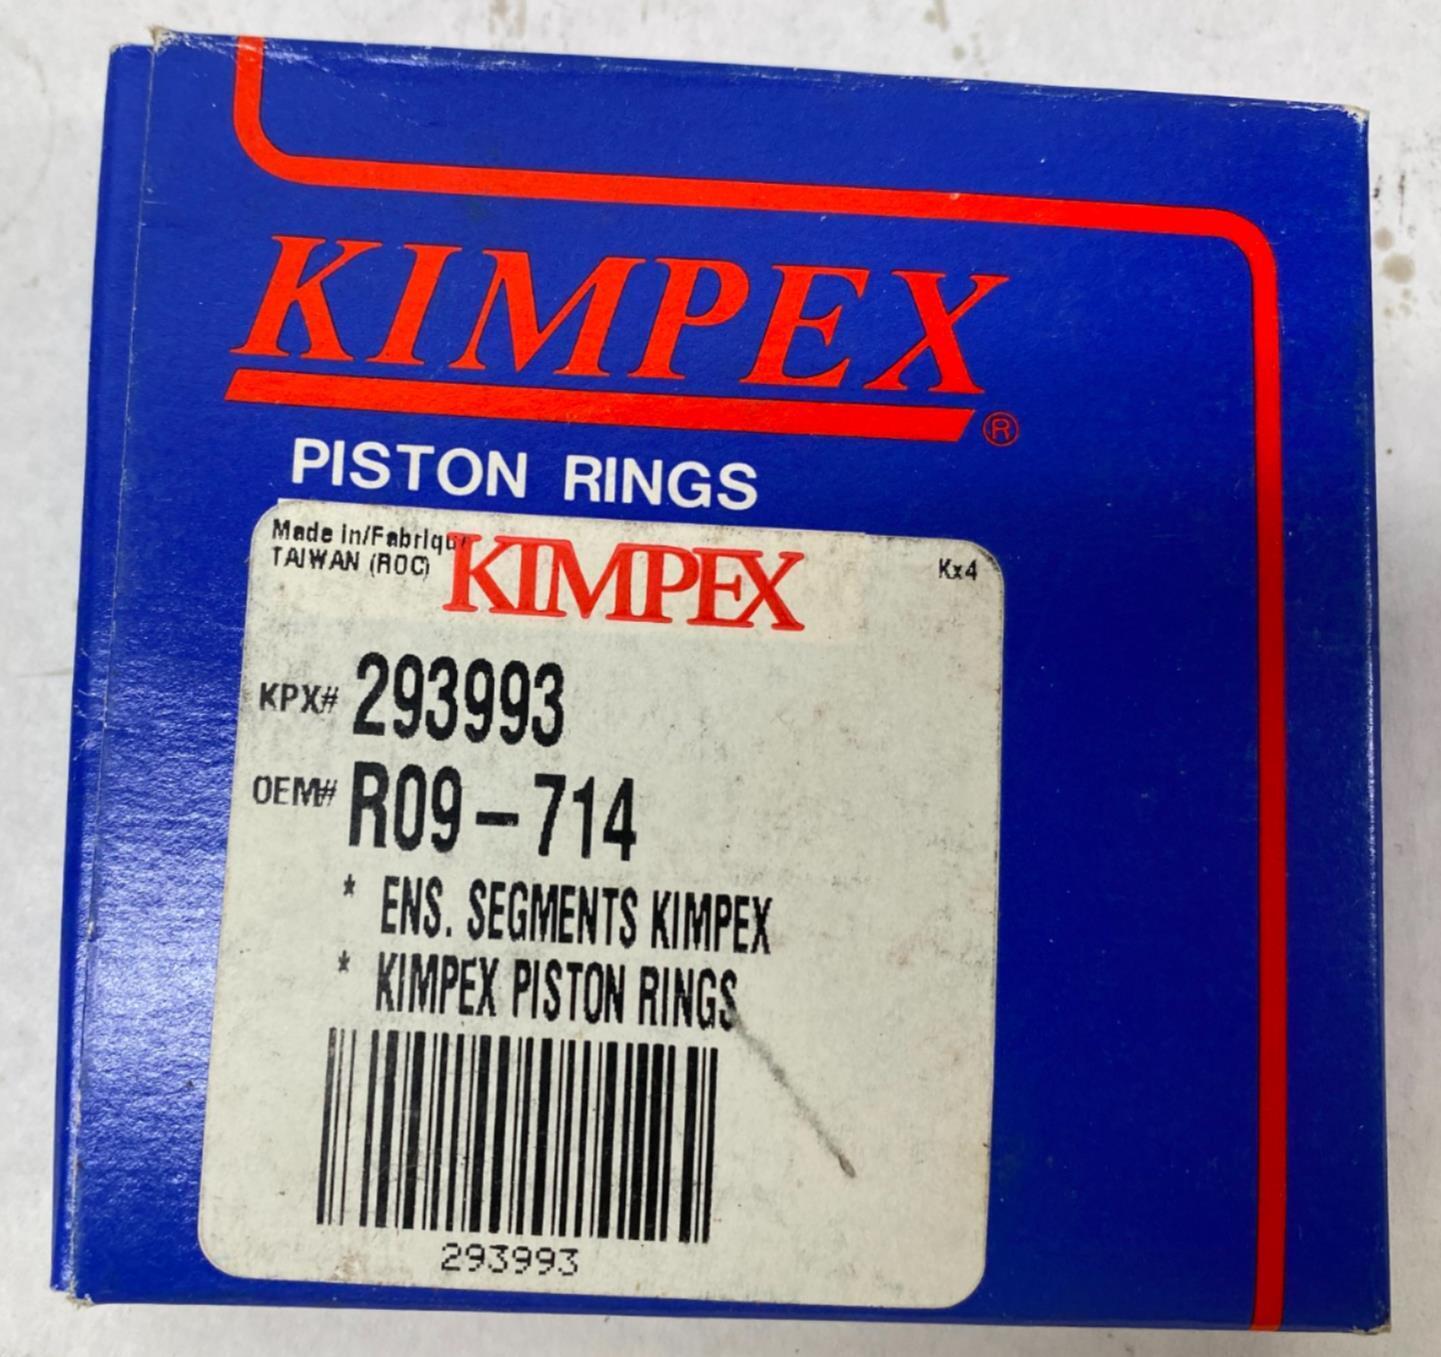 KIMPEX
®
PISTON RINGS
Made in/Fabriqu
TAIWAN (ROC)
KIMPEX
Kx4
KPX# 293993
OEM# R09-714
* ENS. SEGMENTS KIMPEX
* KIMPEX PISTON RINGS
293993